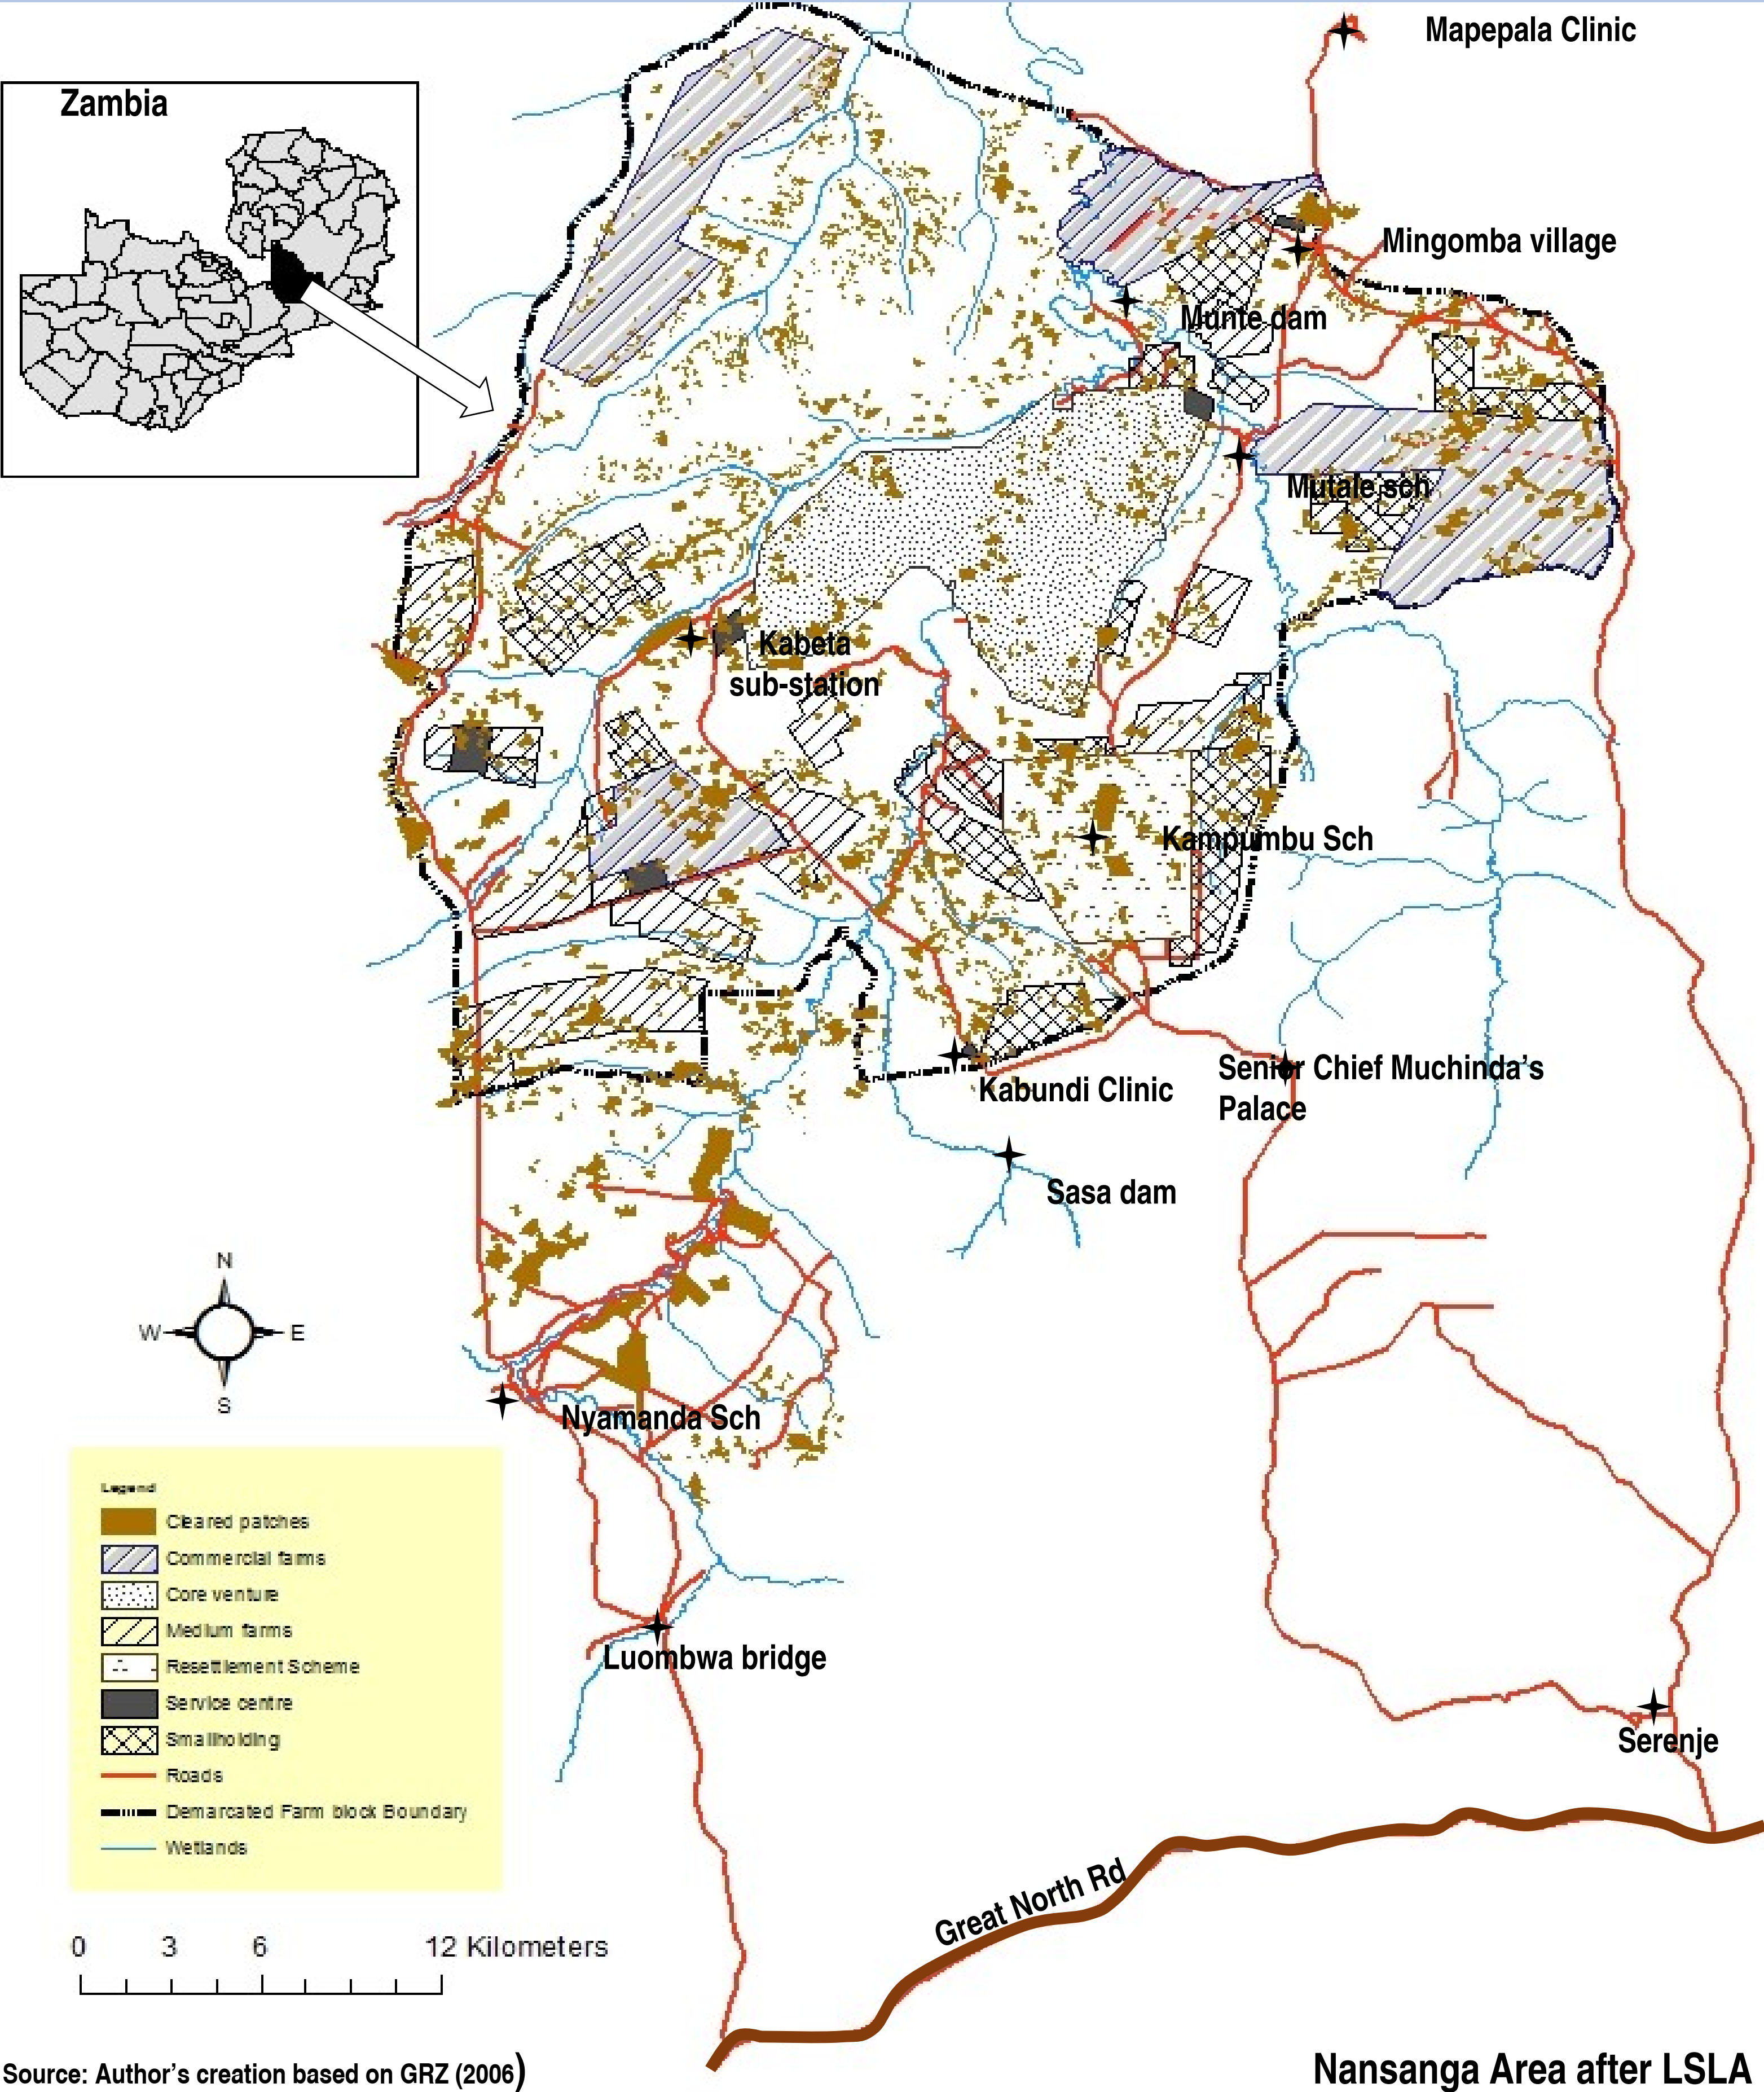 Mapepala Clinic
Zambia
Mingomba village
Munte dam
Mutale sch
Kabeta
sub-station
Kampumbu Sch
Senior Chief Muchinda's
Palace
Kabundi Clinic
Sasa dam
N
W
E
S
Nyamanda Sch
Legend
Cleared patches
Commercial farms
Core venture
Medium farms
Resettlement Scheme
Service centre
Smallholding
Roads
Demarcated Farm block Boundary
Wetlands
Luombwa bridge
Serenje
Great North Rd
0 3 6 12 Kilometers
Source: Author's creation based on GRZ (2006)
Nansanga Area after LSLA